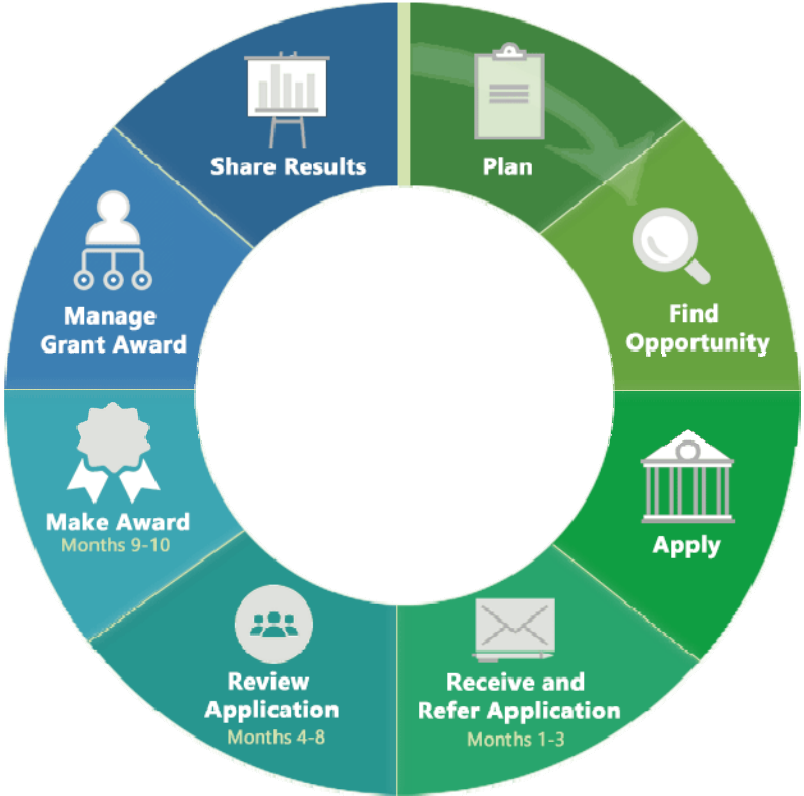 Plan
Find
Opportunity
Apply
Receive and
Refer Application
Months 1-3
Review
Application
Months 4-8
Make Award
Months 9-10
Manage
Grant Award
Share Results